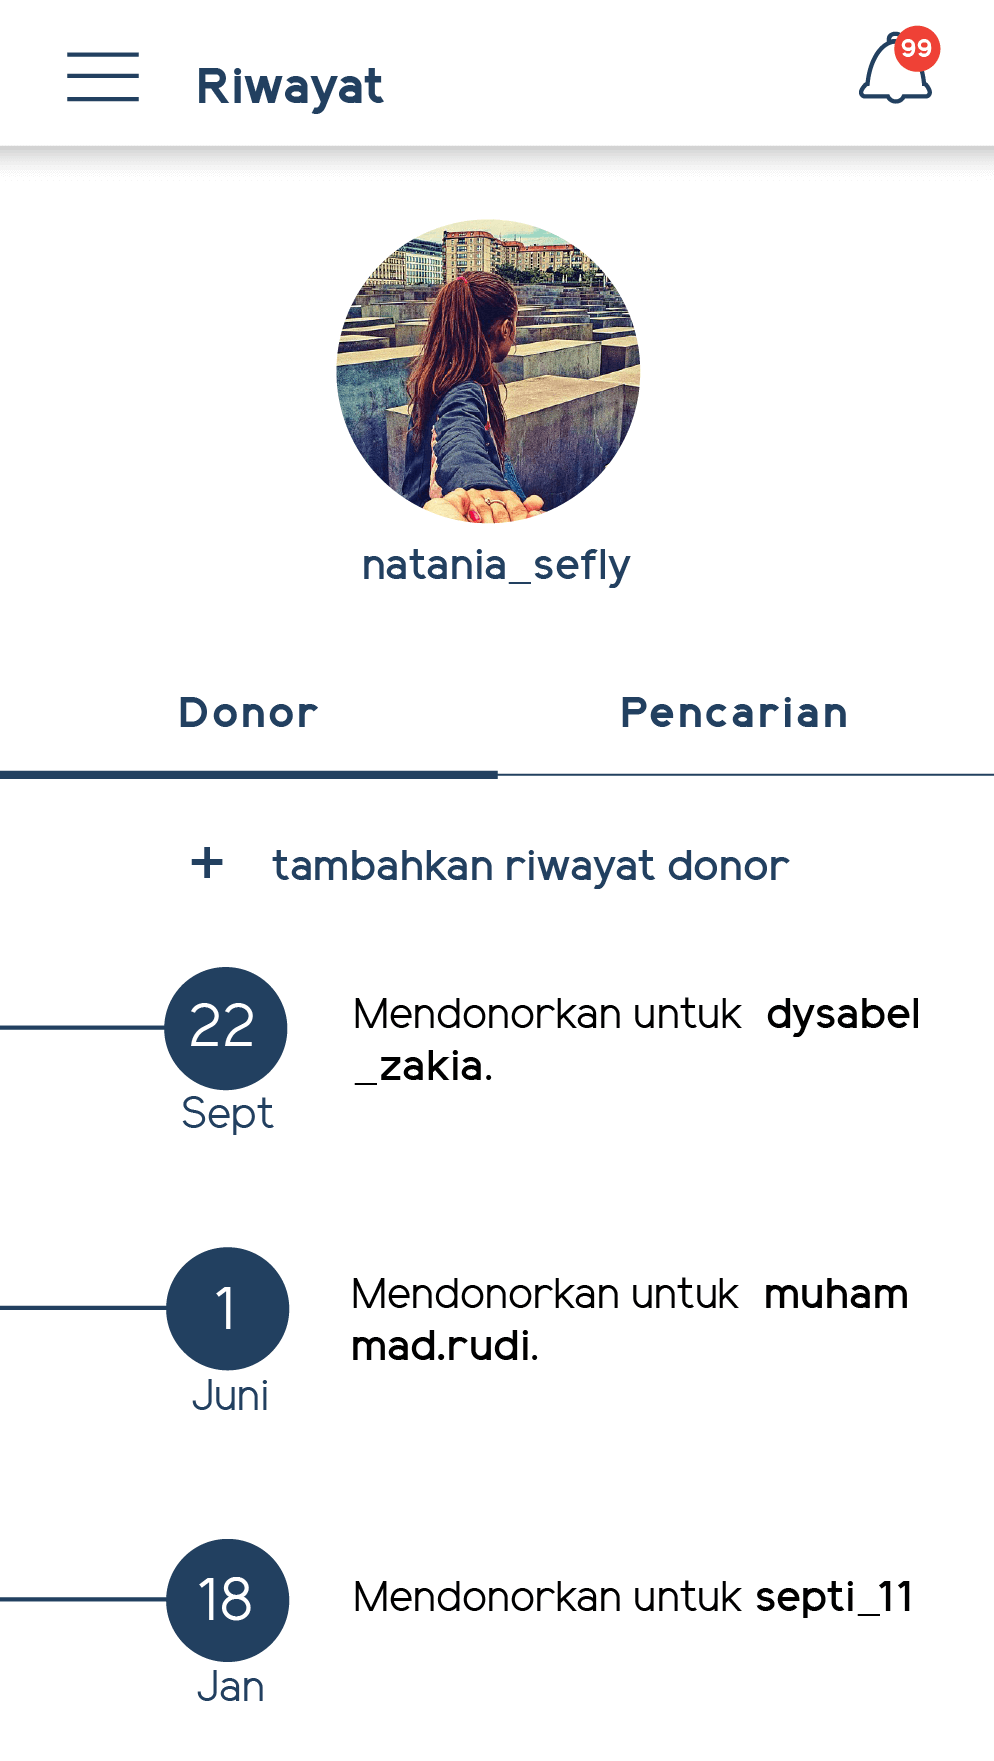 Riwayat
99
natania_sefly
Donor
Pencarian
+ tambahkan riwayat donor
22
Sept
Mendonorkan untuk dysabel
_zakia.
1
Juni
Mendonorkan untuk muham
mad.rudi.
18
Jan
Mendonorkan untuk septi_11